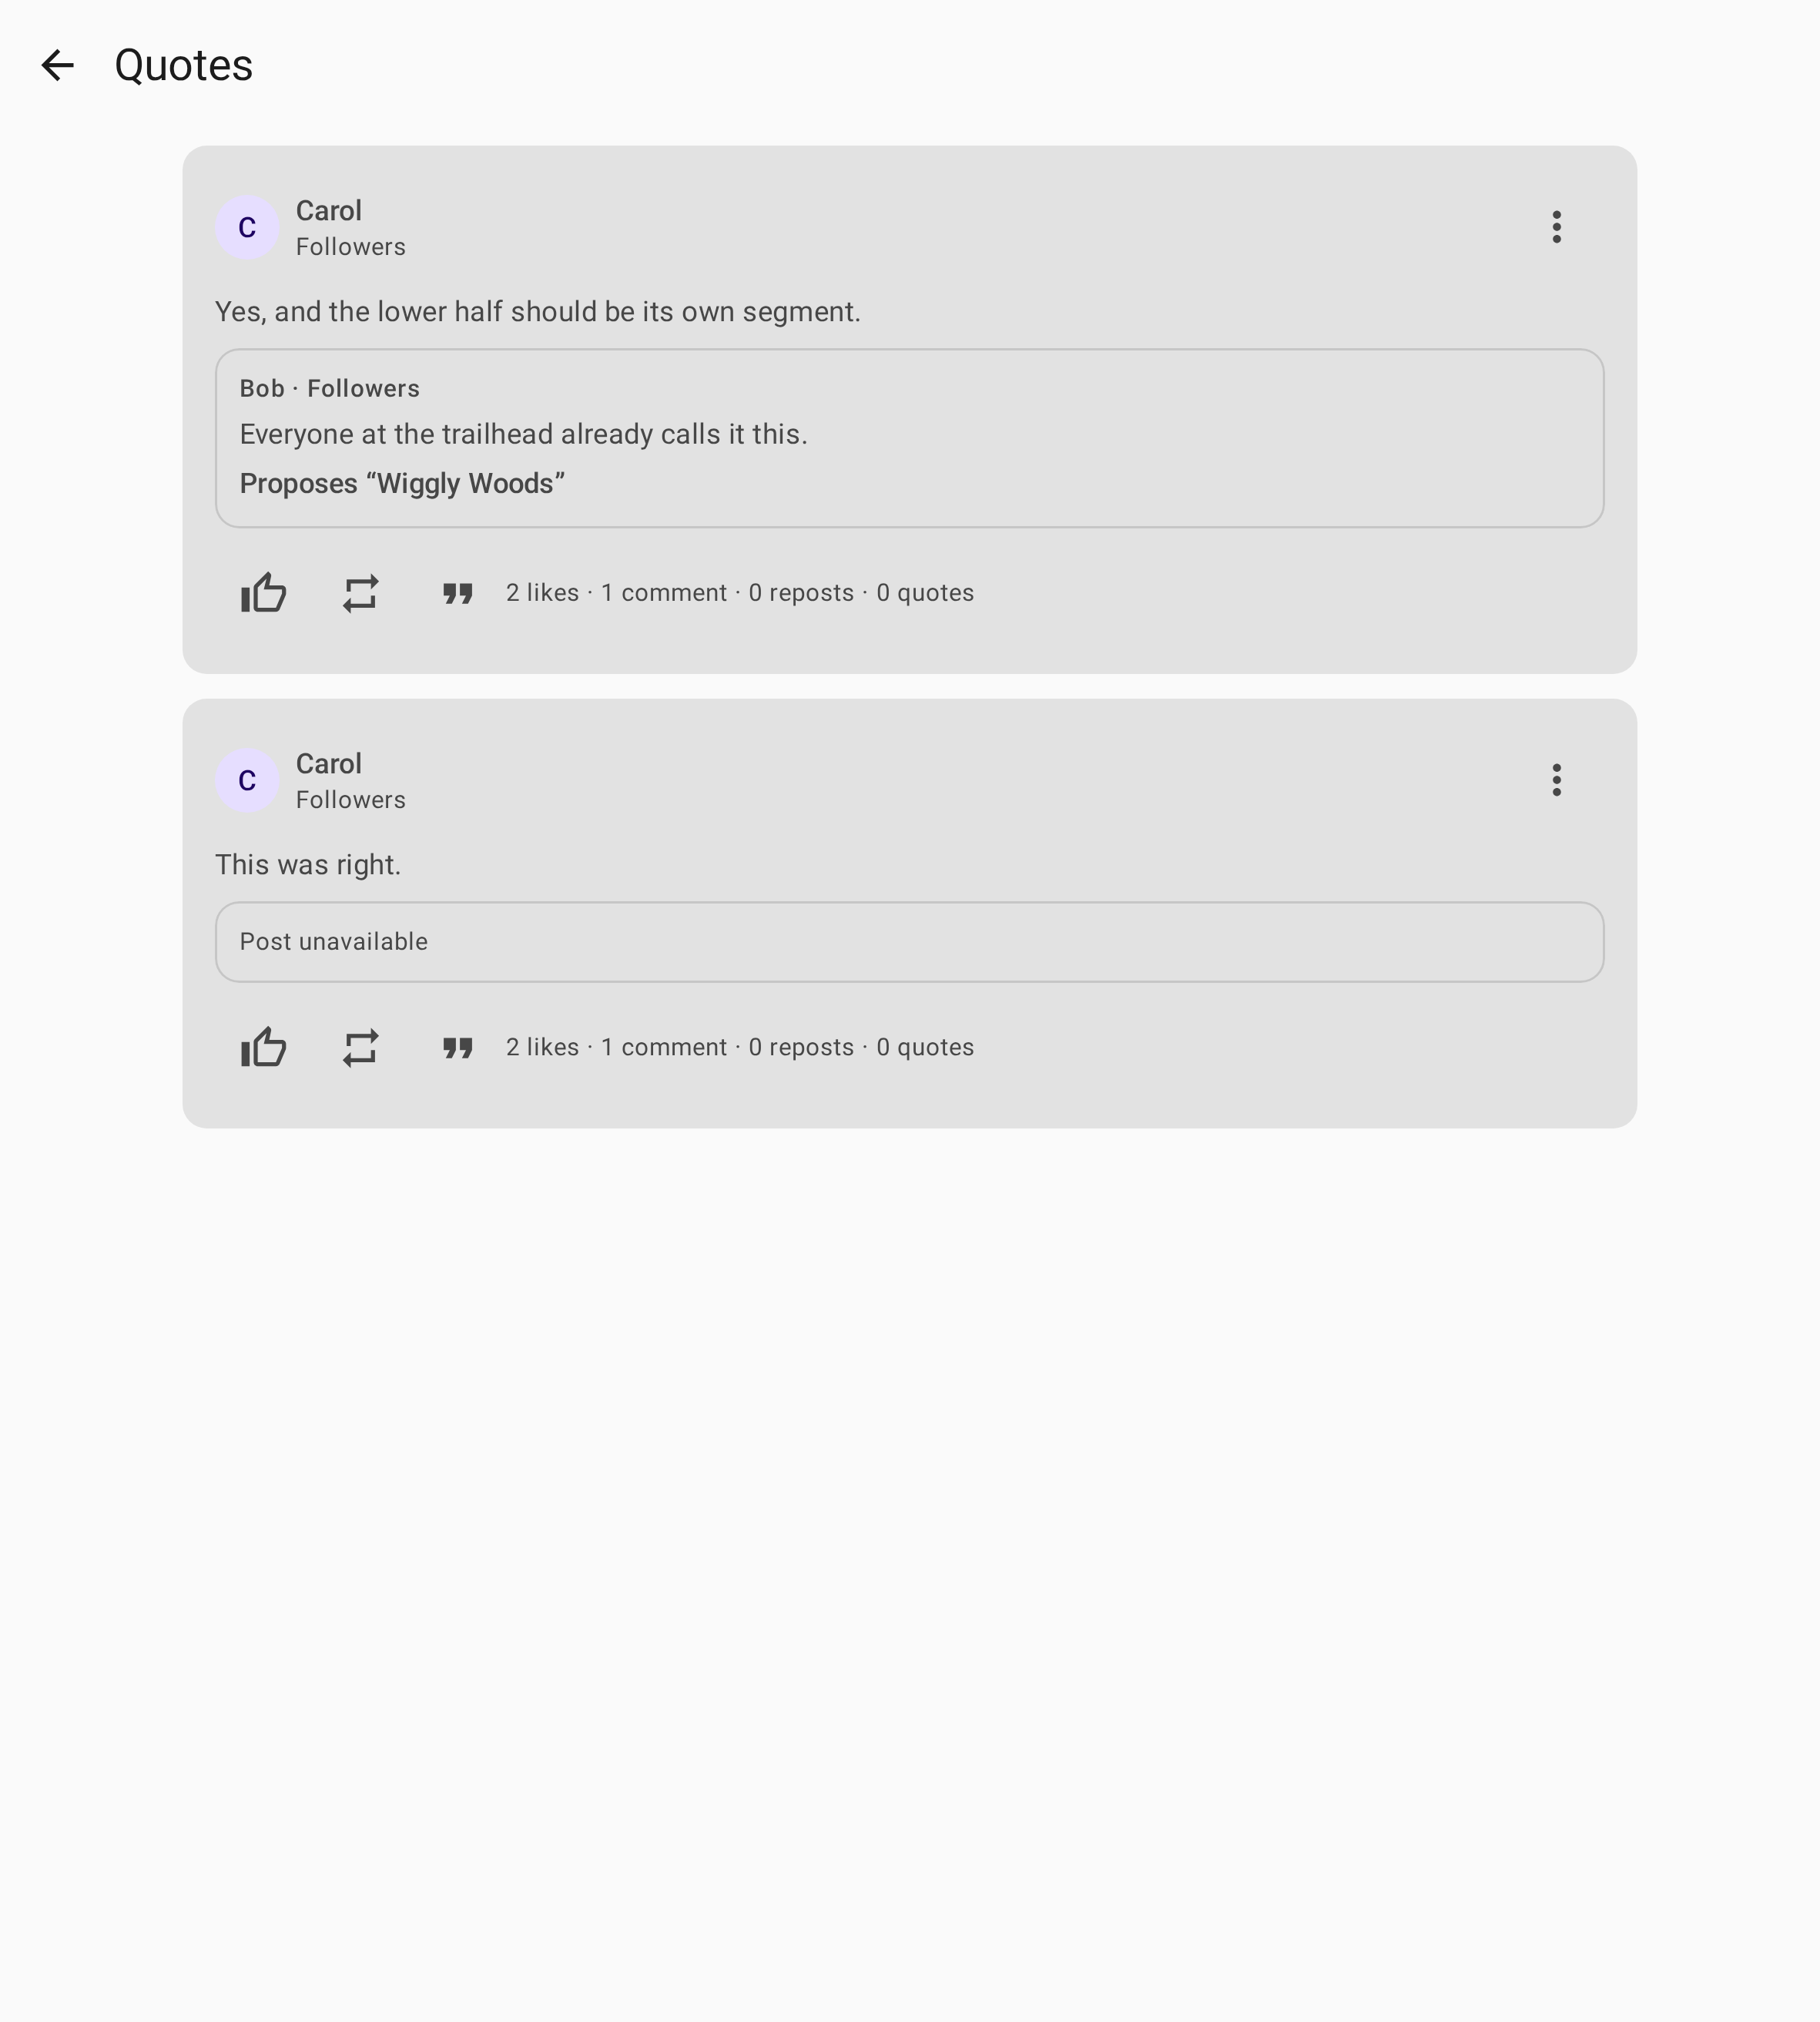 Quotes
C
Carol
Followers
Yes, and the lower half should be its own segment.
Bob · Followers
Everyone at the trailhead already calls it this.
Proposes “Wiggly Woods”
2 likes · 1 comment · 0 reposts · 0 quotes
C
Carol
Followers
This was right.
Post unavailable
2 likes · 1 comment · 0 reposts · 0 quotes